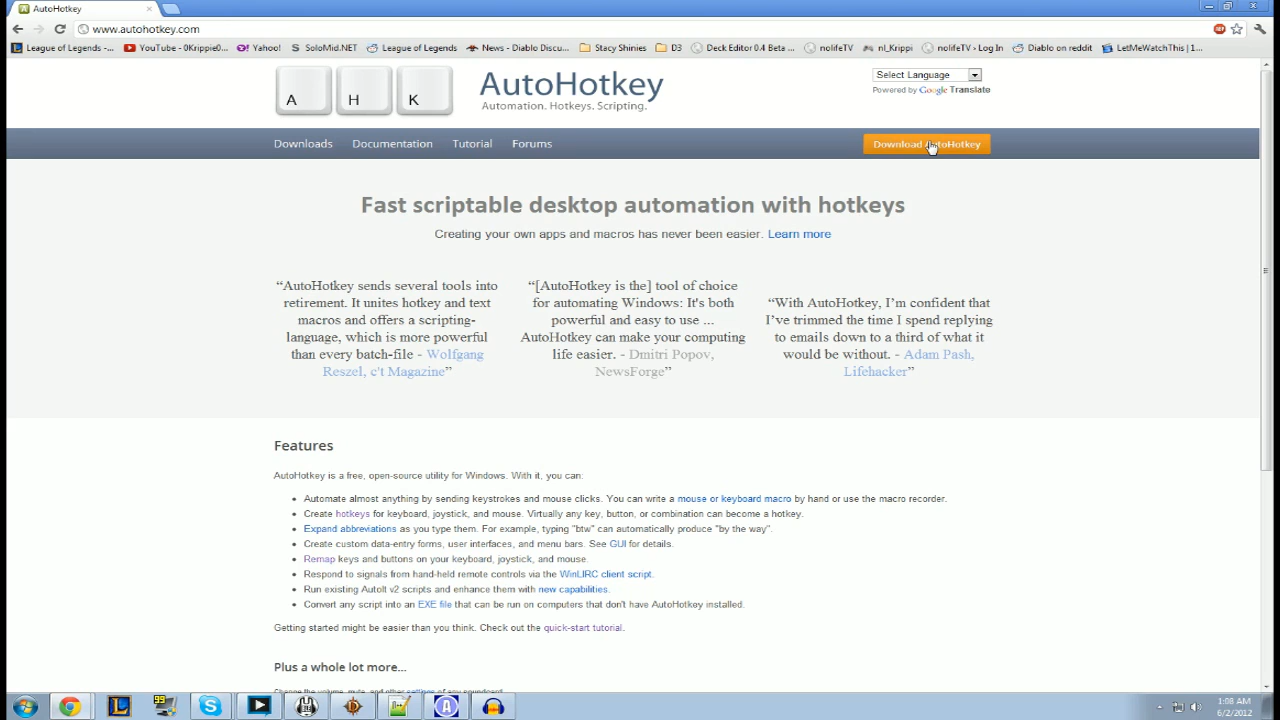 AutoHotkey
www.autohotkey.com
League of Legends -... YouTube - 0Krippie0... Yahoo! SoloMid.NET League of Legends News - Diablo Discu... Stacy Shinies D3 Deck Editor 0.4 Beta ... nolifeTV nl_Krippi nolifeTV › Log In Diablo on reddit LetMeWatchThis | 1...
A H K
AutoHotkey
Automation. Hotkeys. Scripting.
Select Language
Powered by Google Translate
Downloads Documentation Tutorial Forums Download AutoHotkey
Fast scriptable desktop automation with hotkeys
Creating your own apps and macros has never been easier. Learn more
“AutoHotkey sends several tools into
retirement. It unites hotkey and text
macros and offers a scripting-
language, which is more powerful
than every batch-file - Wolfgang
Reszel, c't Magazine”
“[AutoHotkey is the] tool of choice
for automating Windows: It's both
powerful and easy to use ...
AutoHotkey can make your computing
life easier. - Dmitri Popov,
NewsForge”
“With AutoHotkey, I’m confident that
I’ve trimmed the time I spend replying
to emails down to a third of what it
would be without. - Adam Pash,
Lifehacker”
Features
AutoHotkey is a free, open-source utility for Windows. With it, you can:
• Automate almost anything by sending keystrokes and mouse clicks. You can write a mouse or keyboard macro by hand or use the macro recorder.
• Create hotkeys for keyboard, joystick, and mouse. Virtually any key, button, or combination can become a hotkey.
• Expand abbreviations as you type them. For example, typing "btw" can automatically produce "by the way".
• Create custom data-entry forms, user interfaces, and menu bars. See GUI for details.
• Remap keys and buttons on your keyboard, joystick, and mouse.
• Respond to signals from hand-held remote controls via the WinLIRC client script.
• Run existing AutoIt v2 scripts and enhance them with new capabilities.
• Convert any script into an EXE file that can be run on computers that don't have AutoHotkey installed.
Getting started might be easier than you think. Check out the quick-start tutorial.
Plus a whole lot more...
Change the volume, mute, and other settings of any soundcard.
1:08 AM
6/2/2012